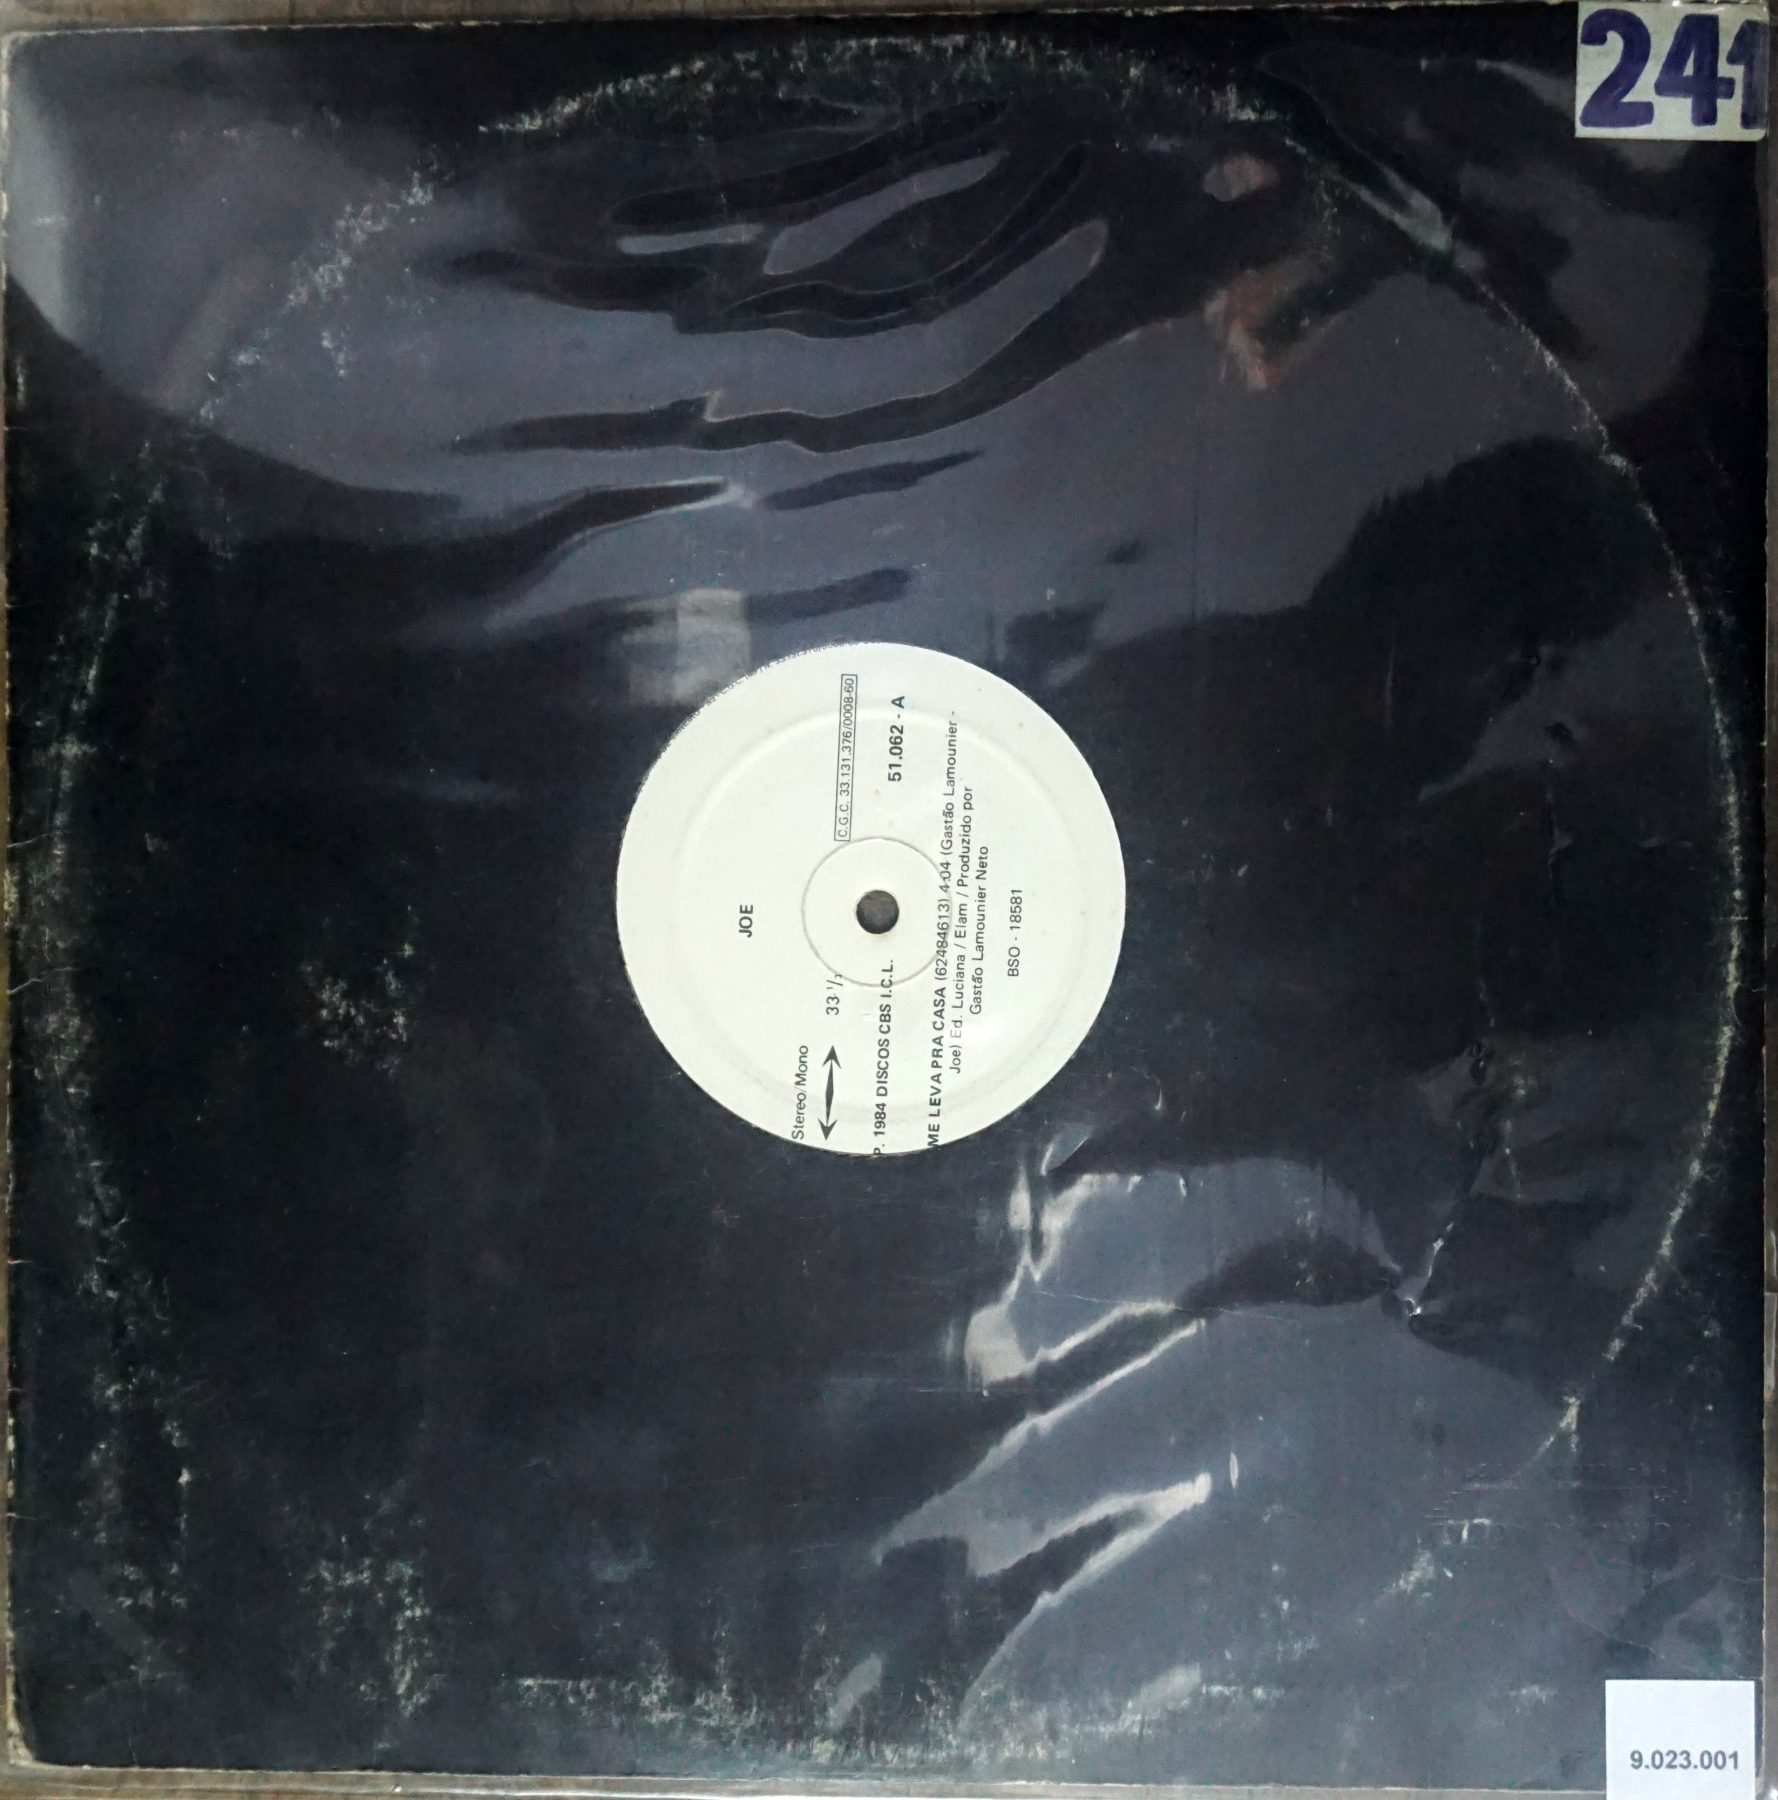 241
JOE
Stereo/Mono
33 1/
C.G.C. 33.131.376/0008-60
P. 1984 DISCOS CBS I.C.L.
51.062 - A
ME LEVA PRA CASA (62484613) 4:04 (Gastão Lamounier -
Joe) Ed. Luciana / Elam / Produzido por
Gastão Lamounier Neto
BSO - 18581
9.023.001